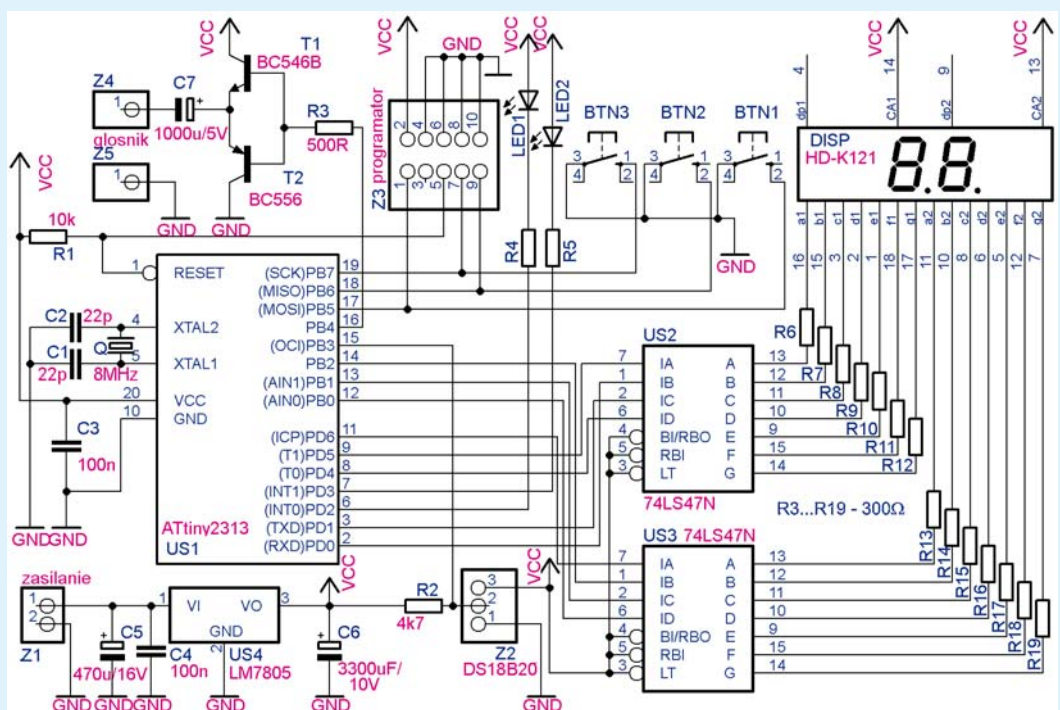 VCC
T1
BC546B
Z4
1
C7
+
1000u/5V
glosnik
Z5
1
R3
500R
T2
BC556
GND
GND
VCC
GND
2 4 6 8 10
1 3 5 7 9
Z3 programator
VCC
VCC
LED1
LED2
BTN3
BTN2
BTN1
3 1
4 2
3 1
4 2
3 1
4 2
GND
4
dp1
VCC
14
CA1
9
dp2
VCC
13
CA2
DISP
HD-K121
8.8.
a1 b1 c1 d1 e1 f1 g1 a2 b2 c2 d2 e2 f2 g2
16 15 3 2 1 18 17 11 10 8 6 5 12 7
VCC
10k
R1
R4
R5
1
RESET
(SCK)PB7
19
(MISO)PB6
18
(MOSI)PB5
17
PB4
16
(OCI)PB3
15
PB2
14
(AIN1)PB1
13
(AIN0)PB0
12
(ICP)PD6
11
(T1)PD5
9
(T0)PD4
8
(INT1)PD3
7
(INT0)PD2
6
(TXD)PD1
3
(RXD)PD0
2
4
XTAL2
5
XTAL1
20
VCC
10
GND
ATtiny2313
US1
C2
22p
C1
22p
Q
8MHz
C3
100n
GND
GND
US2
7 IA A 13
1 IB B 12
2 IC C 11
6 ID D 10
4 BI/RBO E 9
5 RBI F 15
3 LT G 14
74LS47N
R6
R7
R8
R9
R10
R11
R12
R3...R19 - 300Ω
US3 74LS47N
7 IA A 13
1 IB B 12
2 IC C 11
6 ID D 10
4 BI/RBO E 9
5 RBI F 15
3 LT G 14
R13
R14
R15
R16
R17
R18
R19
zasilanie
1
2
Z1
+
C5
470u/16V
C4
100n
1
VI
VO
3
GND
2
US4
LM7805
VCC
+
C6
3300uF/
10V
R2
4k7
VCC
3
2
1
Z2
DS18B20
GND
GND
GND
GND
GND
GND